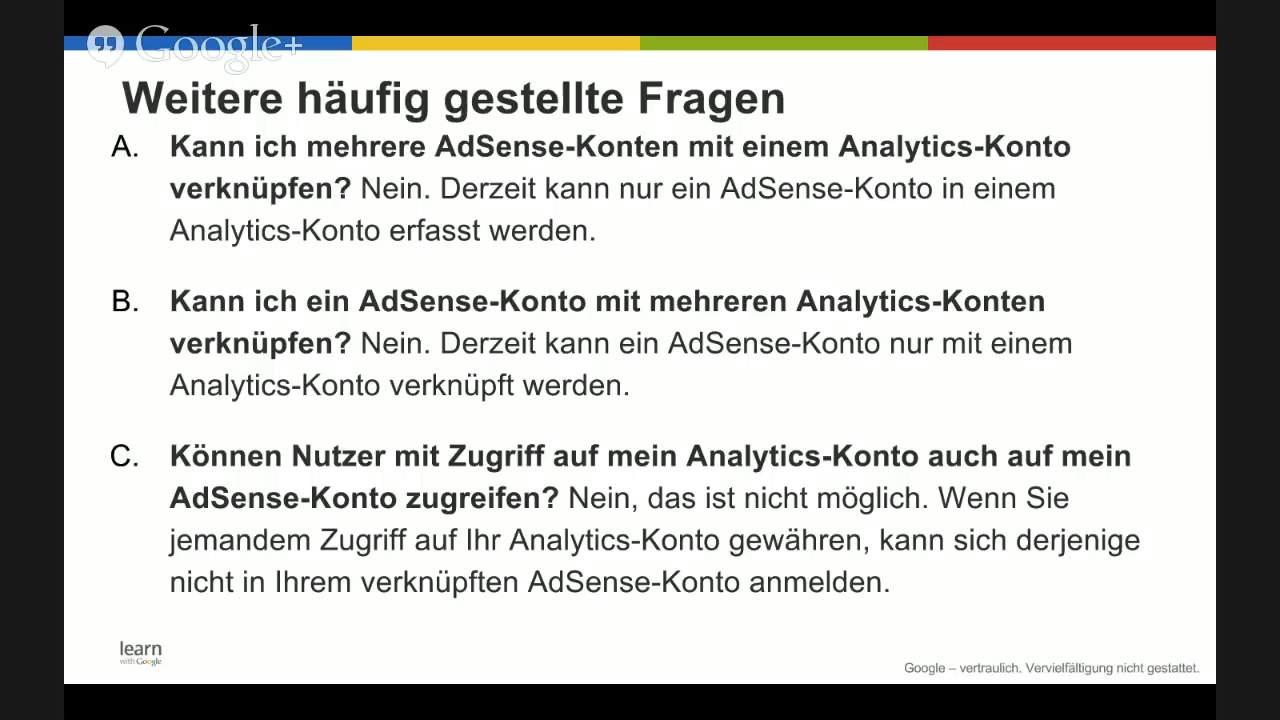 Google+
Weitere häufig gestellte Fragen
A. Kann ich mehrere AdSense-Konten mit einem Analytics-Konto
verknüpfen? Nein. Derzeit kann nur ein AdSense-Konto in einem
Analytics-Konto erfasst werden.
B. Kann ich ein AdSense-Konto mit mehreren Analytics-Konten
verknüpfen? Nein. Derzeit kann ein AdSense-Konto nur mit einem
Analytics-Konto verknüpft werden.
C. Können Nutzer mit Zugriff auf mein Analytics-Konto auch auf mein
AdSense-Konto zugreifen? Nein, das ist nicht möglich. Wenn Sie
jemandem Zugriff auf Ihr Analytics-Konto gewähren, kann sich derjenige
nicht in Ihrem verknüpften AdSense-Konto anmelden.
learn
with Google
Google – vertraulich. Vervielfältigung nicht gestattet.